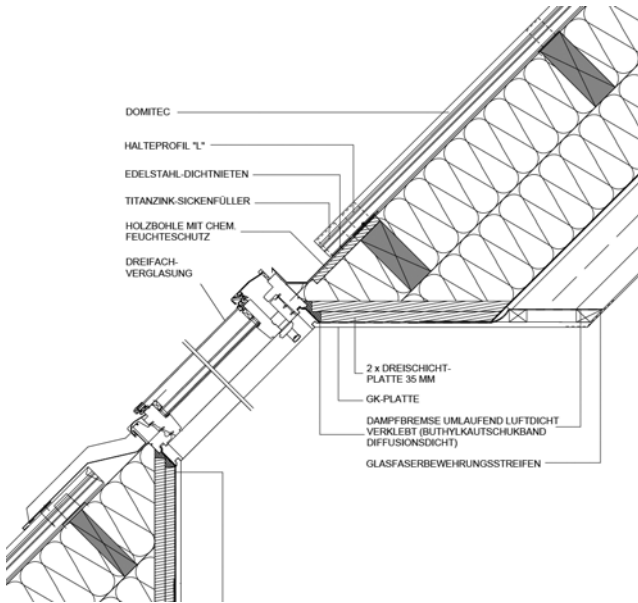 DOMITEC
HALTEPROFIL "L"
EDELSTAHL-DICHTNIETEN
TITANZINK-SICKENFÜLLER
HOLZBOHLE MIT CHEM.
FEUCHTESCHUTZ
DREIFACH-
VERGLASUNG
2 x DREISCHICHT-
PLATTE 35 MM
GK-PLATTE
DAMPFBREMSE UMLAUFEND LUFTDICHT
VERKLEBT (BUTHYLKAUTSCHUKBAND
DIFFUSIONSDICHT)
GLASFASERBEWEHRUNGSSTREIFEN